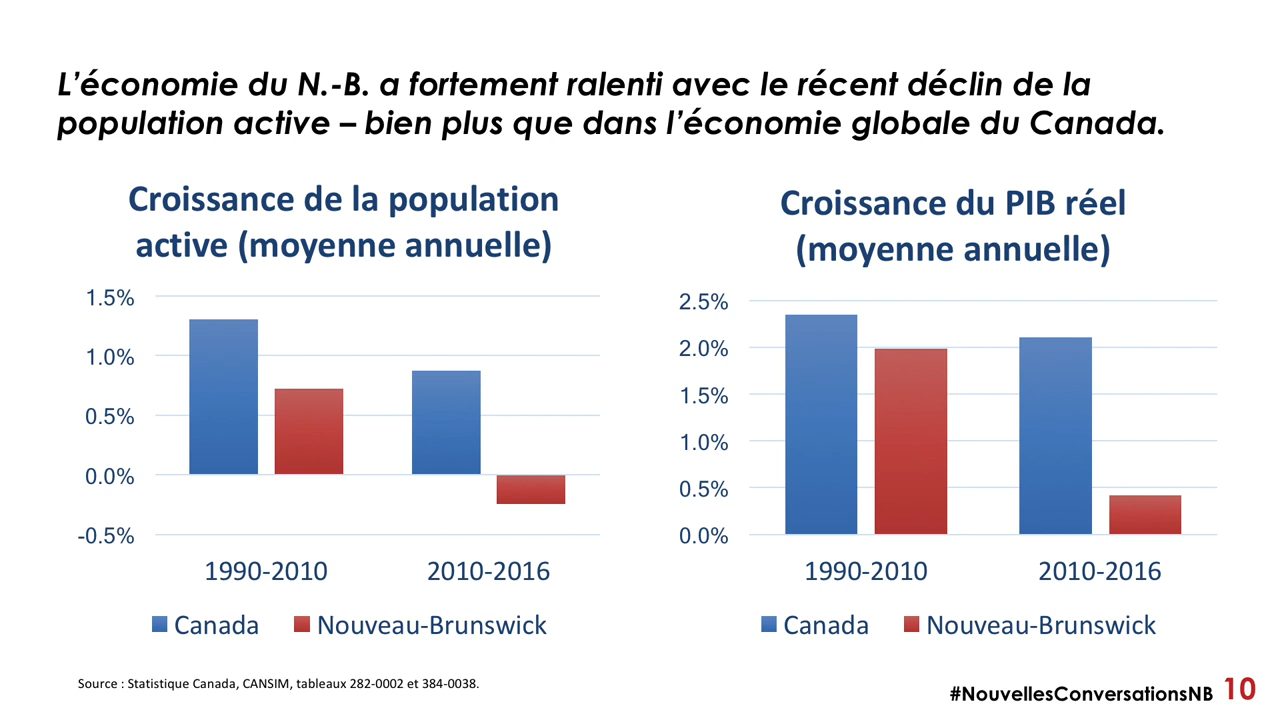 L’économie du N.-B. a fortement ralenti avec le récent déclin de la
population active – bien plus que dans l’économie globale du Canada.
Croissance de la population
active (moyenne annuelle)
1.5%
1.0%
0.5%
0.0%
-0.5%
1990-2010
2010-2016
Canada
Nouveau-Brunswick
Croissance du PIB réel
(moyenne annuelle)
2.5%
2.0%
1.5%
1.0%
0.5%
0.0%
1990-2010
2010-2016
Canada
Nouveau-Brunswick
Source : Statistique Canada, CANSIM, tableaux 282-0002 et 384-0038.
#NouvellesConversationsNB 10